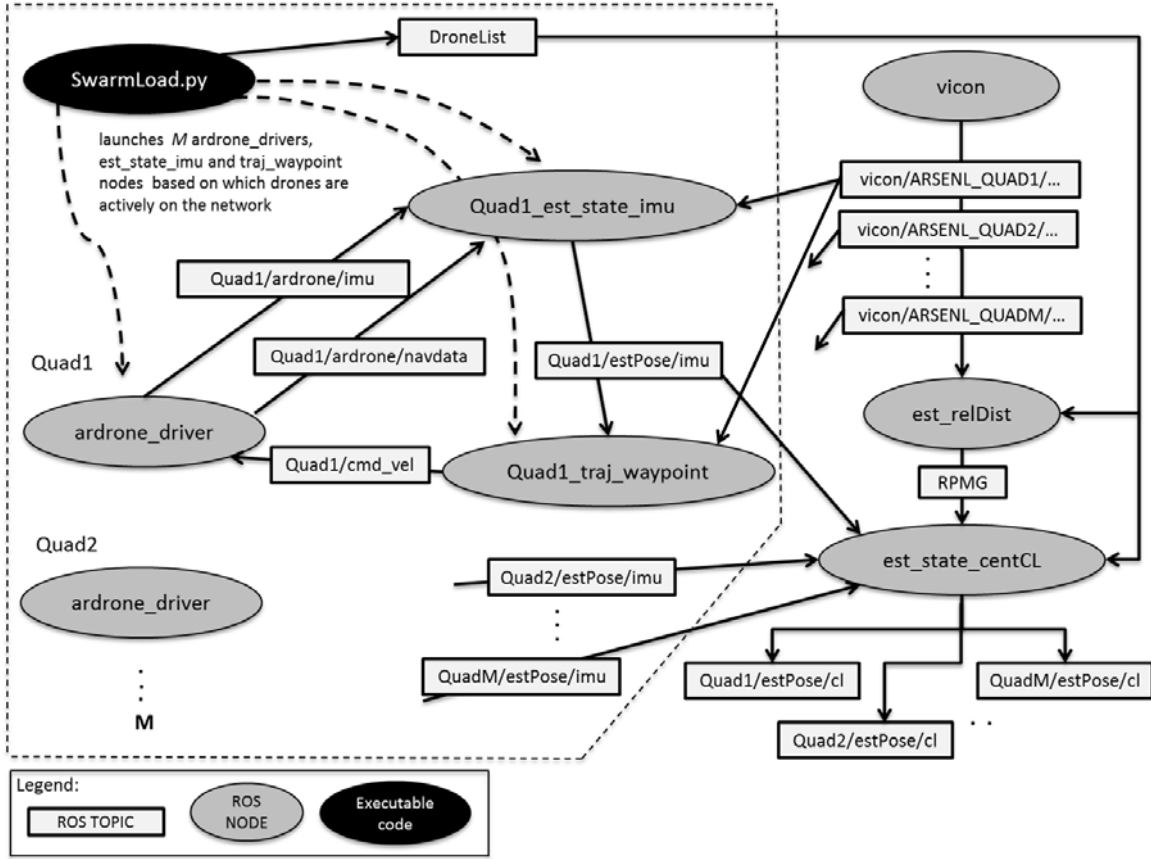 DroneList
SwarmLoad.py
vicon
launches M ardrone_drivers,
est_state_imu and traj_waypoint
nodes based on which drones are
actively on the network
vicon/ARSENL_QUAD1/...
Quad1_est_state_imu
vicon/ARSENL_QUAD2/...
Quad1/ardrone/imu
vicon/ARSENL_QUADM/...
Quad1
Quad1/ardrone/navdata
Quad1/estPose/imu
est_relDist
ardrone_driver
Quad1/cmd_vel
Quad1_traj_waypoint
RPMG
Quad2
est_state_centCL
Quad2/estPose/imu
ardrone_driver
QuadM/estPose/imu
Quad1/estPose/cl
QuadM/estPose/cl
M
Quad2/estPose/cl
Legend:
ROS TOPIC
ROS
NODE
Executable
code